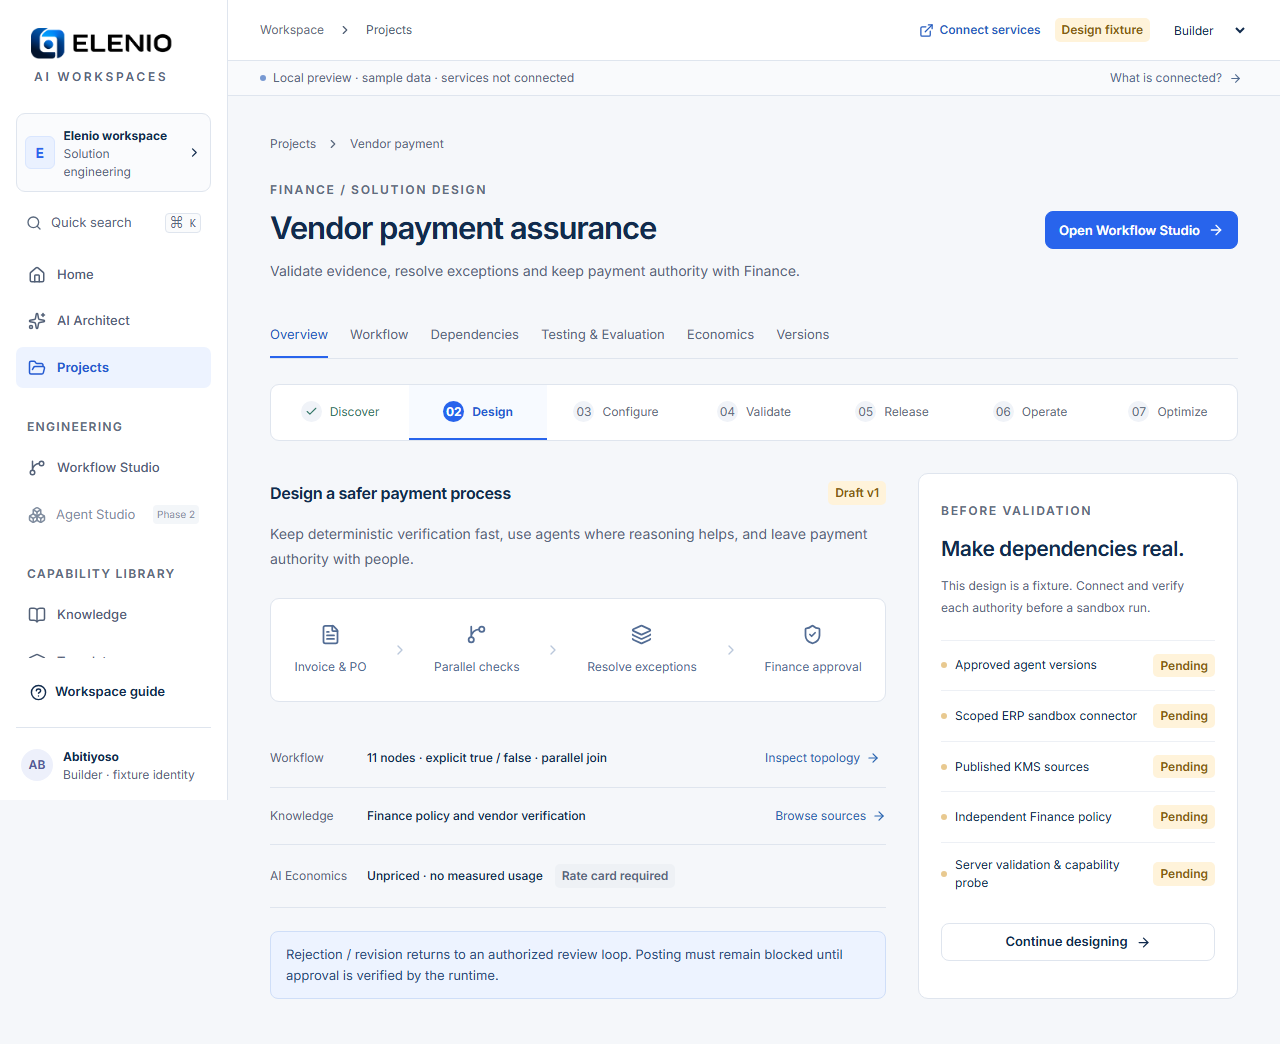 ELENIO
AI WORKSPACES
E
Elenio workspace
Solution
engineering
Quick search
⌘ K
Home
AI Architect
Projects
ENGINEERING
Workflow Studio
Agent Studio
Phase 2
CAPABILITY LIBRARY
Knowledge
Workspace guide
AB
Abitiyoso
Builder · fixture identity
Workspace
Projects
Connect services
Design fixture
Builder
Local preview · sample data · services not connected
What is connected?
Projects
Vendor payment
FINANCE / SOLUTION DESIGN
Vendor payment assurance
Validate evidence, resolve exceptions and keep payment authority with Finance.
Open Workflow Studio
Overview
Workflow
Dependencies
Testing & Evaluation
Economics
Versions
Discover
02 Design
03 Configure
04 Validate
05 Release
06 Operate
07 Optimize
Design a safer payment process
Draft v1
Keep deterministic verification fast, use agents where reasoning helps, and leave payment
authority with people.
Invoice & PO
Parallel checks
Resolve exceptions
Finance approval
Workflow
11 nodes · explicit true / false · parallel join
Inspect topology
Knowledge
Finance policy and vendor verification
Browse sources
AI Economics
Unpriced · no measured usage
Rate card required
Rejection / revision returns to an authorized review loop. Posting must remain blocked until
approval is verified by the runtime.
BEFORE VALIDATION
Make dependencies real.
This design is a fixture. Connect and verify
each authority before a sandbox run.
Approved agent versions
Pending
Scoped ERP sandbox connector
Pending
Published KMS sources
Pending
Independent Finance policy
Pending
Server validation & capability
probe
Pending
Continue designing